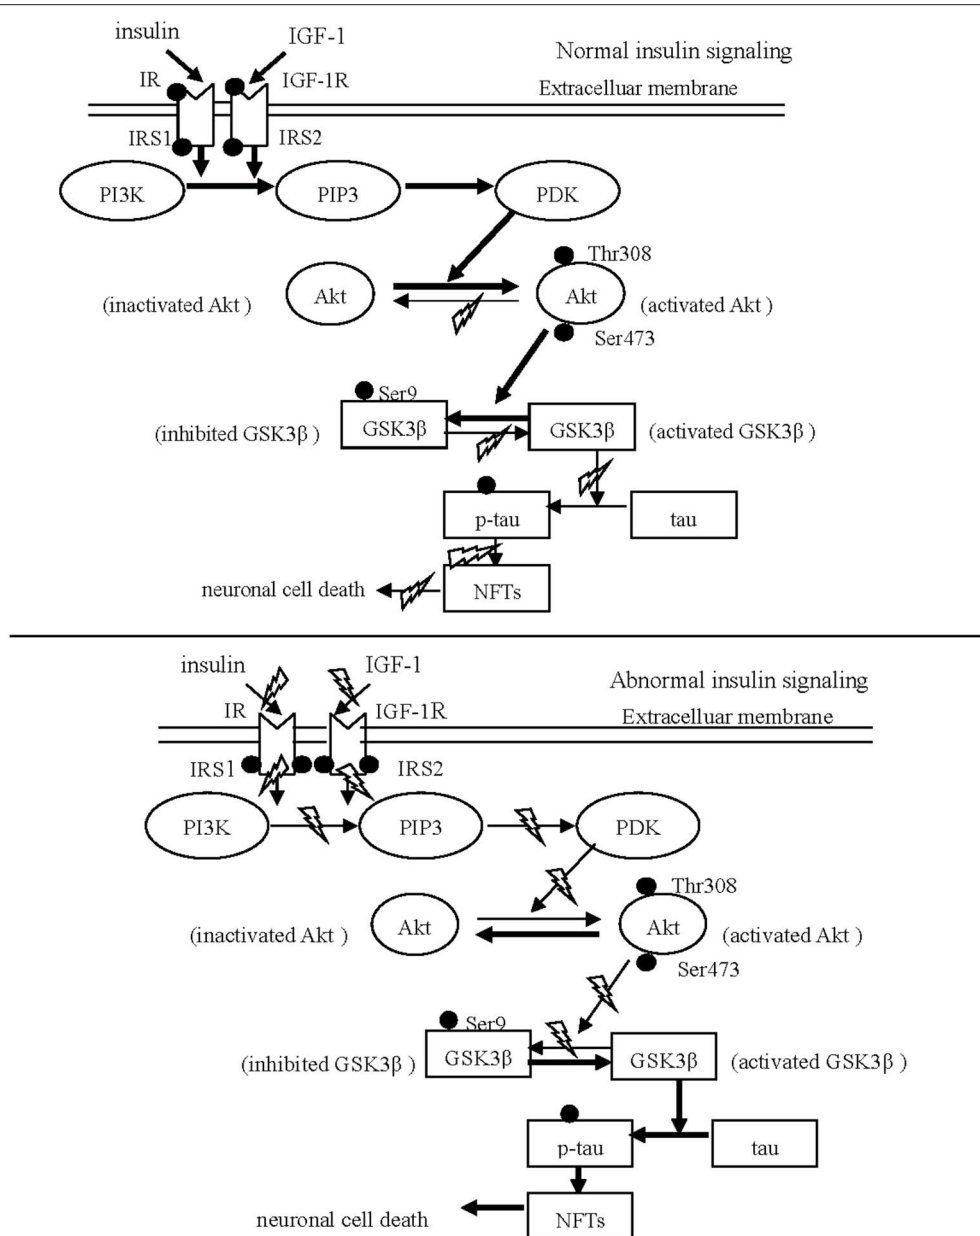 insulin
IGF-1
Normal insulin signaling
IR
IGF-1R
Extracelluar membrane
IRS1
IRS2
PI3K
PIP3
PDK
Thr308
(inactivated Akt )
Akt
Akt
(activated Akt )
Ser473
Ser9
(inhibited GSK3β )
GSK3β
GSK3β
(activated GSK3β )
p-tau
tau
neuronal cell death
NFTs
insulin
IGF-1
Abnormal insulin signaling
IR
IGF-1R
Extracelluar membrane
IRS1
IRS2
PI3K
PIP3
PDK
Thr308
(inactivated Akt )
Akt
Akt
(activated Akt )
Ser473
Ser9
(inhibited GSK3β )
GSK3β
GSK3β
(activated GSK3β )
p-tau
tau
neuronal cell death
NFTs